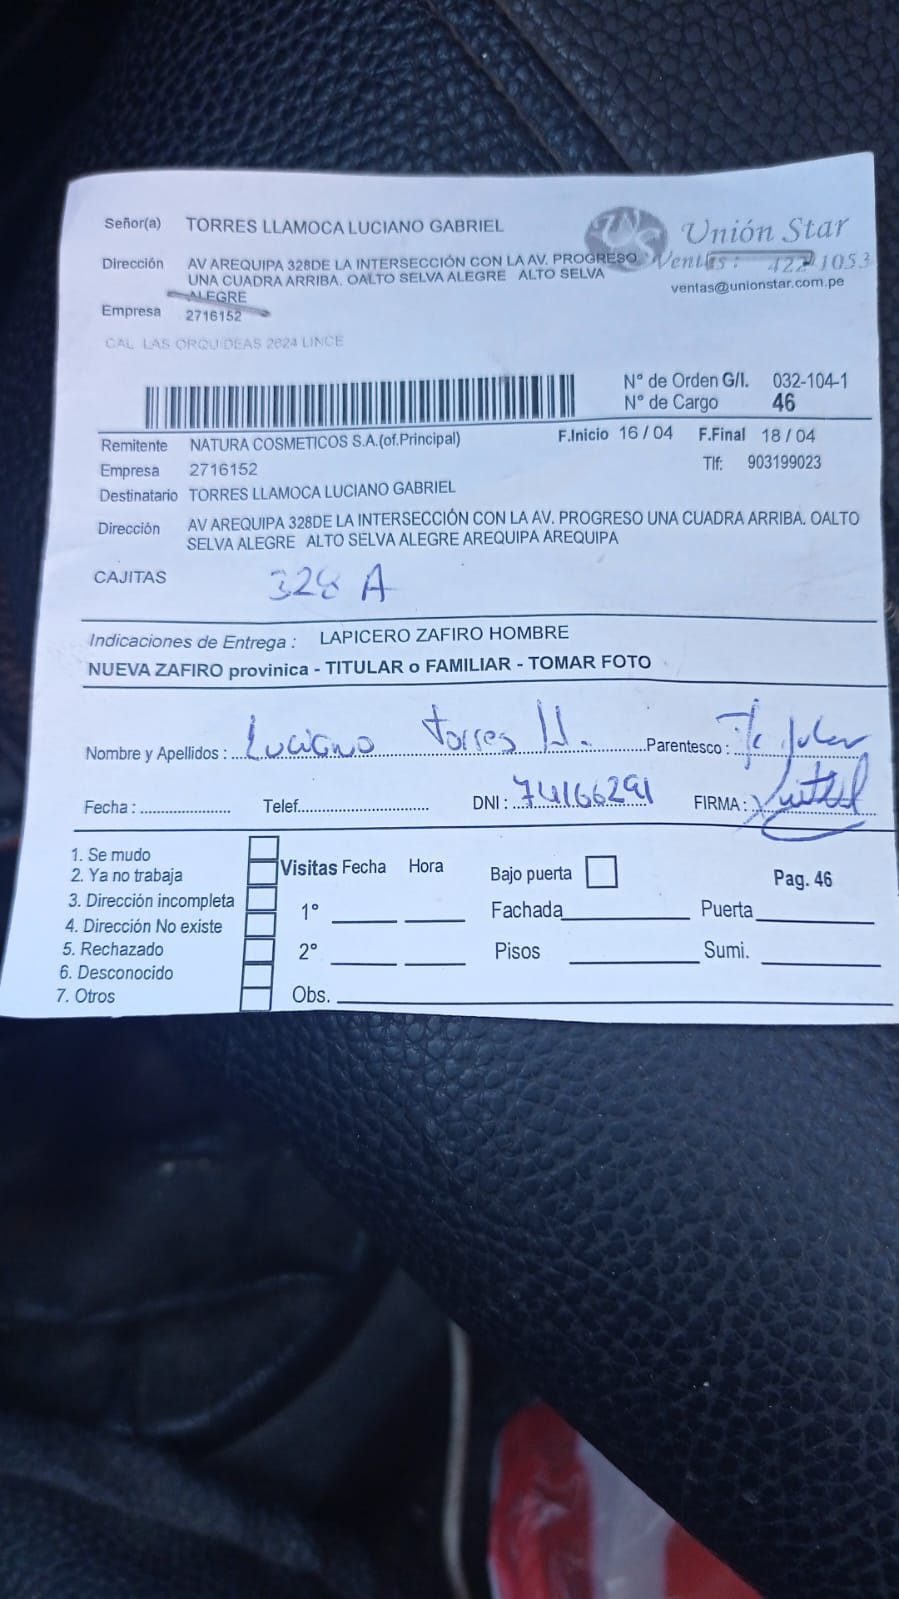 Señor(a) TORRES LLAMOCA LUCIANO GABRIEL
Unión Star
Dirección AV AREQUIPA 328DE LA INTERSECCIÓN CON LA AV. PROGRESO
UNA CUADRA ARRIBA. OALTO SELVA ALEGRE ALTO SELVA
ALEGRE
Ventas: 422 1053
ventas@unionstar.com.pe
Empresa 2716152
CAL LAS ORQUIDEAS 2624 LINCE
N° de Orden G/I. 032-104-1
N° de Cargo 46
Remitente NATURA COSMETICOS S.A.(of.Principal) F.Inicio 16 / 04 F.Final 18 / 04
Empresa 2716152 Tlf: 903199023
Destinatario TORRES LLAMOCA LUCIANO GABRIEL
Dirección AV AREQUIPA 328DE LA INTERSECCIÓN CON LA AV. PROGRESO UNA CUADRA ARRIBA. OALTO
SELVA ALEGRE ALTO SELVA ALEGRE AREQUIPA AREQUIPA
CAJITAS 328 A
Indicaciones de Entrega : LAPICERO ZAFIRO HOMBRE
NUEVA ZAFIRO provinica - TITULAR o FAMILIAR - TOMAR FOTO
Nombre y Apellidos : Luciano Torres Ll. Parentesco :
Fecha : Telef. DNI : 74166291 FIRMA :
1. Se mudo
2. Ya no trabaja
3. Dirección incompleta
4. Dirección No existe
5. Rechazado
6. Desconocido
7. Otros
Visitas Fecha Hora
1°
2°
Obs.
Bajo puerta
Fachada
Pisos
Pag. 46
Puerta
Sumi.